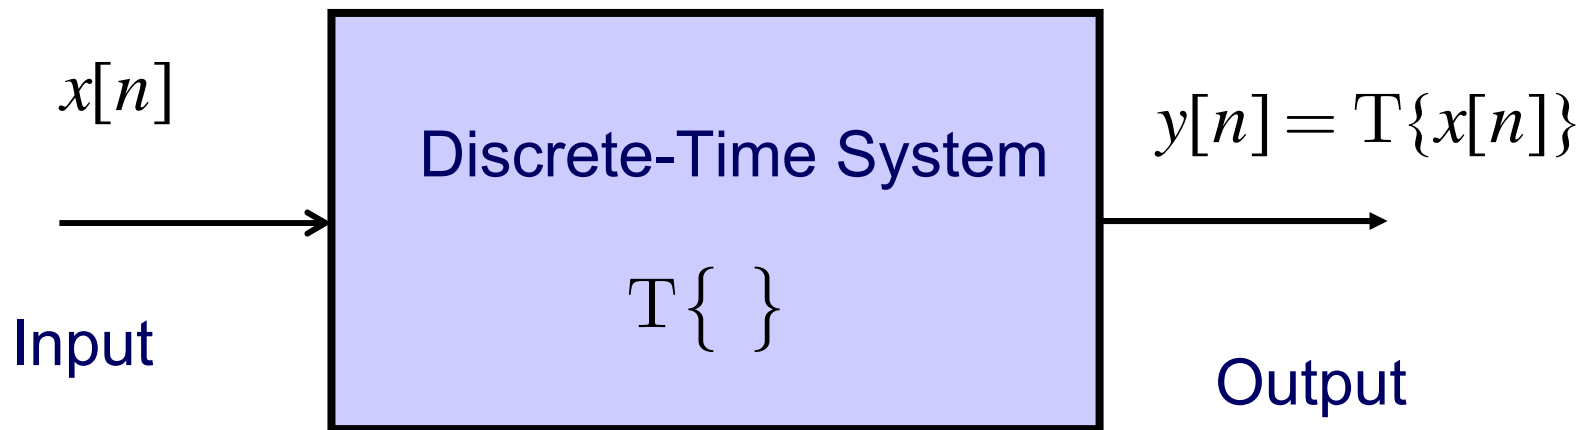 x[n]
Discrete-Time System
y[n] = T{x[n]}
T{ }
Input
Output